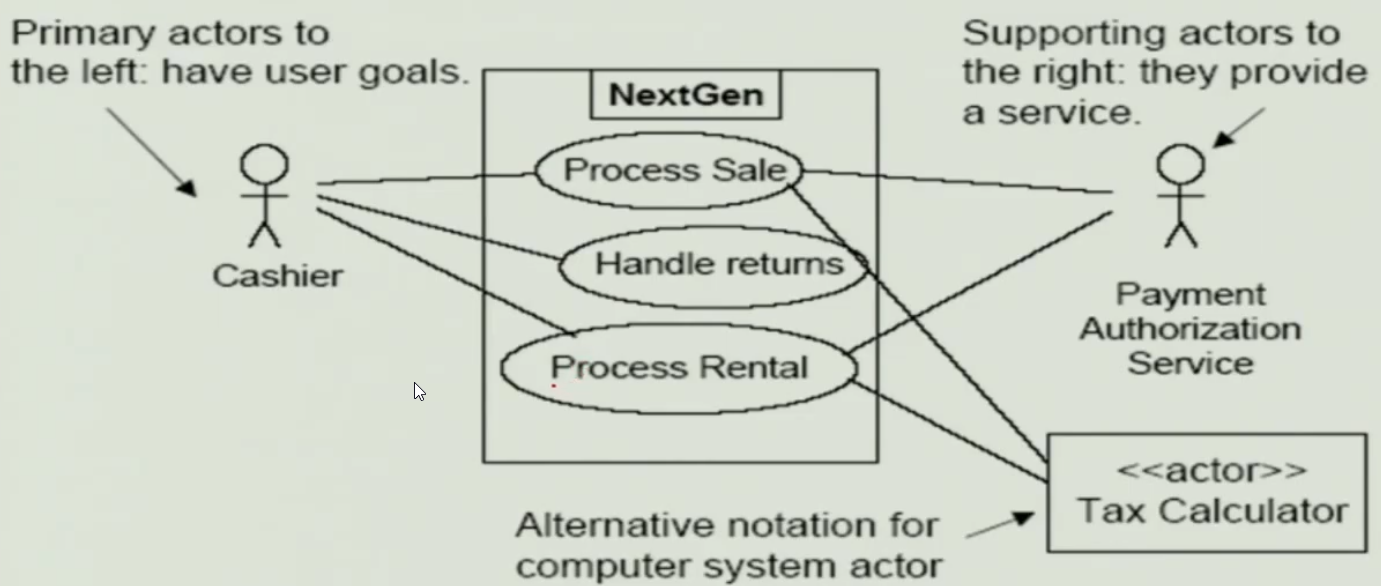 Primary actors to
the left: have user goals.
Supporting actors to
the right: they provide
a service.
NextGen
Process Sale
Handle returns
Process Rental
Cashier
Payment
Authorization
Service
<<actor>>
Tax Calculator
Alternative notation for
computer system actor